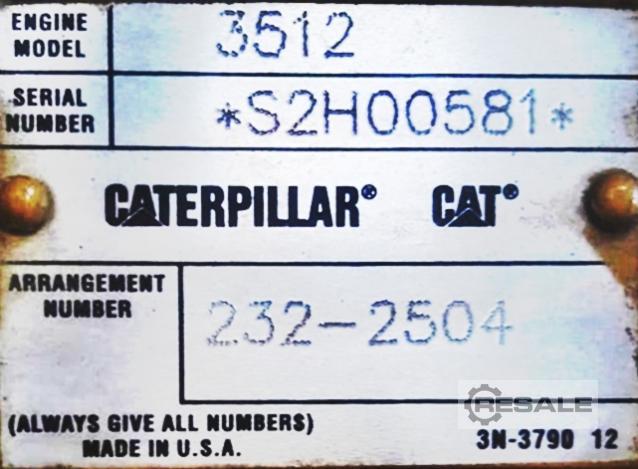 ENGINE MODEL 3512
SERIAL NUMBER *S2H00581*
CATERPILLAR® CAT®
ARRANGEMENT NUMBER 232-2504
RESALE
(ALWAYS GIVE ALL NUMBERS)
MADE IN U.S.A. 3N-3790 12